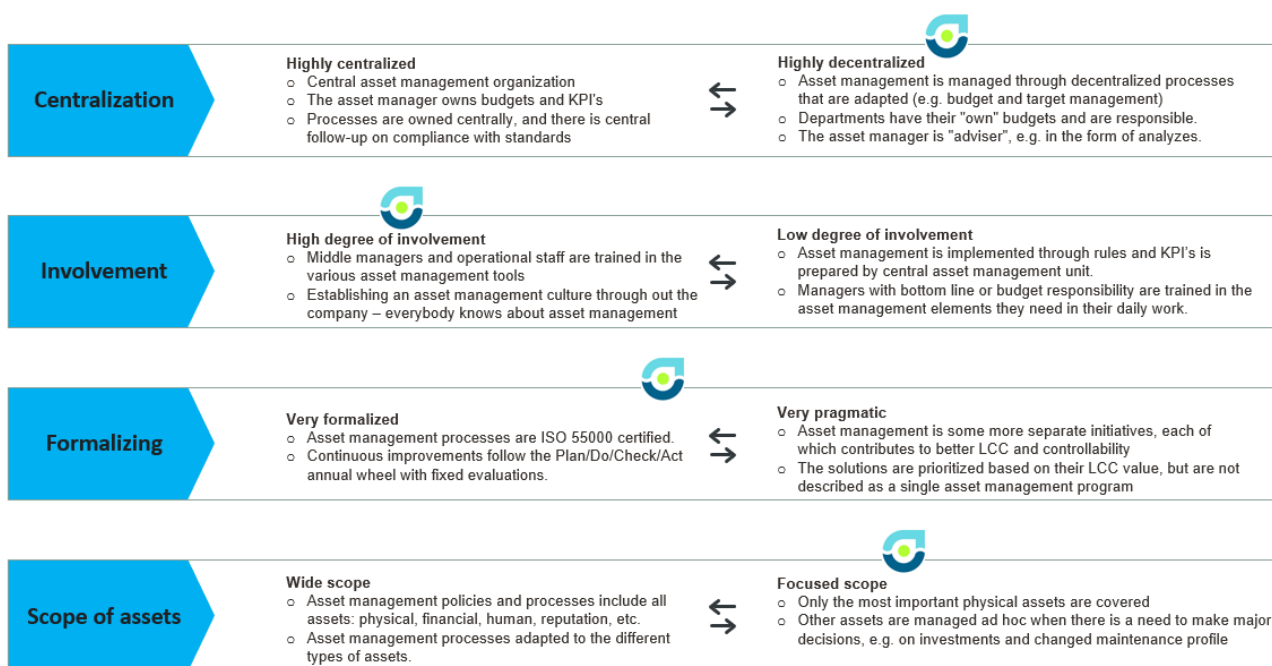 Centralization
Highly centralized
o Central asset management organization
o The asset manager owns budgets and KPI's
o Processes are owned centrally, and there is central
follow-up on compliance with standards
Highly decentralized
o Asset management is managed through decentralized processes
that are adapted (e.g. budget and target management)
o Departments have their "own" budgets and are responsible.
o The asset manager is "adviser", e.g. in the form of analyzes.
Involvement
High degree of involvement
o Middle managers and operational staff are trained in the
various asset management tools
o Establishing an asset management culture through out the
company – everybody knows about asset management
Low degree of involvement
o Asset management is implemented through rules and KPI's is
prepared by central asset management unit.
o Managers with bottom line or budget responsibility are trained in the
asset management elements they need in their daily work.
Formalizing
Very formalized
o Asset management processes are ISO 55000 certified.
o Continuous improvements follow the Plan/Do/Check/Act
annual wheel with fixed evaluations.
Very pragmatic
o Asset management is some more separate initiatives, each of
which contributes to better LCC and controllability
o The solutions are prioritized based on their LCC value, but are not
described as a single asset management program
Scope of assets
Wide scope
o Asset management policies and processes include all
assets: physical, financial, human, reputation, etc.
o Asset management processes adapted to the different
types of assets.
Focused scope
o Only the most important physical assets are covered
o Other assets are managed ad hoc when there is a need to make major
decisions, e.g. on investments and changed maintenance profile